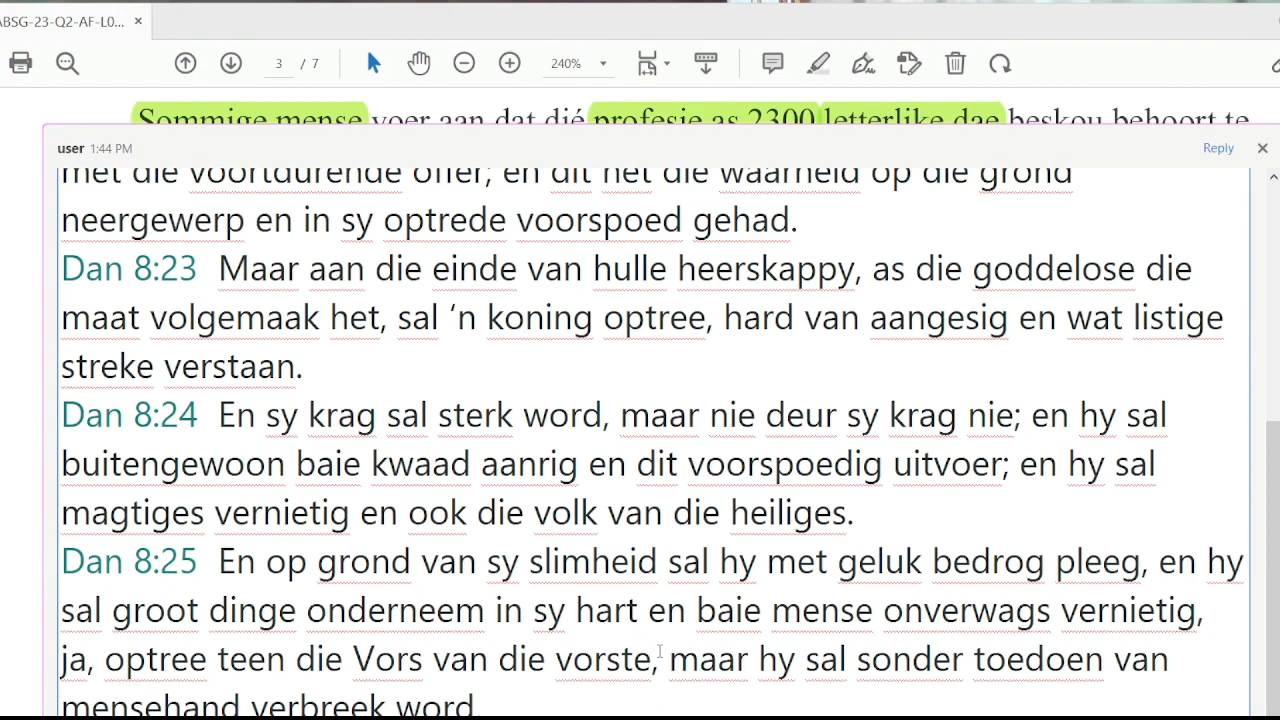 ABSG-23-Q2-AF-L0... ×
3 / 7 240%
Sommige mense voer aan dat dié profesie as 2300 letterlike dae beskou behoort te
user 1:44 PM Reply
met die voortdurende offer; en dit het die waarheid op die grond
neergewerp en in sy optrede voorspoed gehad.
Dan 8:23 Maar aan die einde van hulle heerskappy, as die goddelose die
maat volgemaak het, sal ‘n koning optree, hard van aangesig en wat listige
streke verstaan.
Dan 8:24 En sy krag sal sterk word, maar nie deur sy krag nie; en hy sal
buitengewoon baie kwaad aanrig en dit voorspoedig uitvoer; en hy sal
magtiges vernietig en ook die volk van die heiliges.
Dan 8:25 En op grond van sy slimheid sal hy met geluk bedrog pleeg, en hy
sal groot dinge onderneem in sy hart en baie mense onverwags vernietig,
ja, optree teen die Vors van die vorste, maar hy sal sonder toedoen van
mensehand verbreek word.